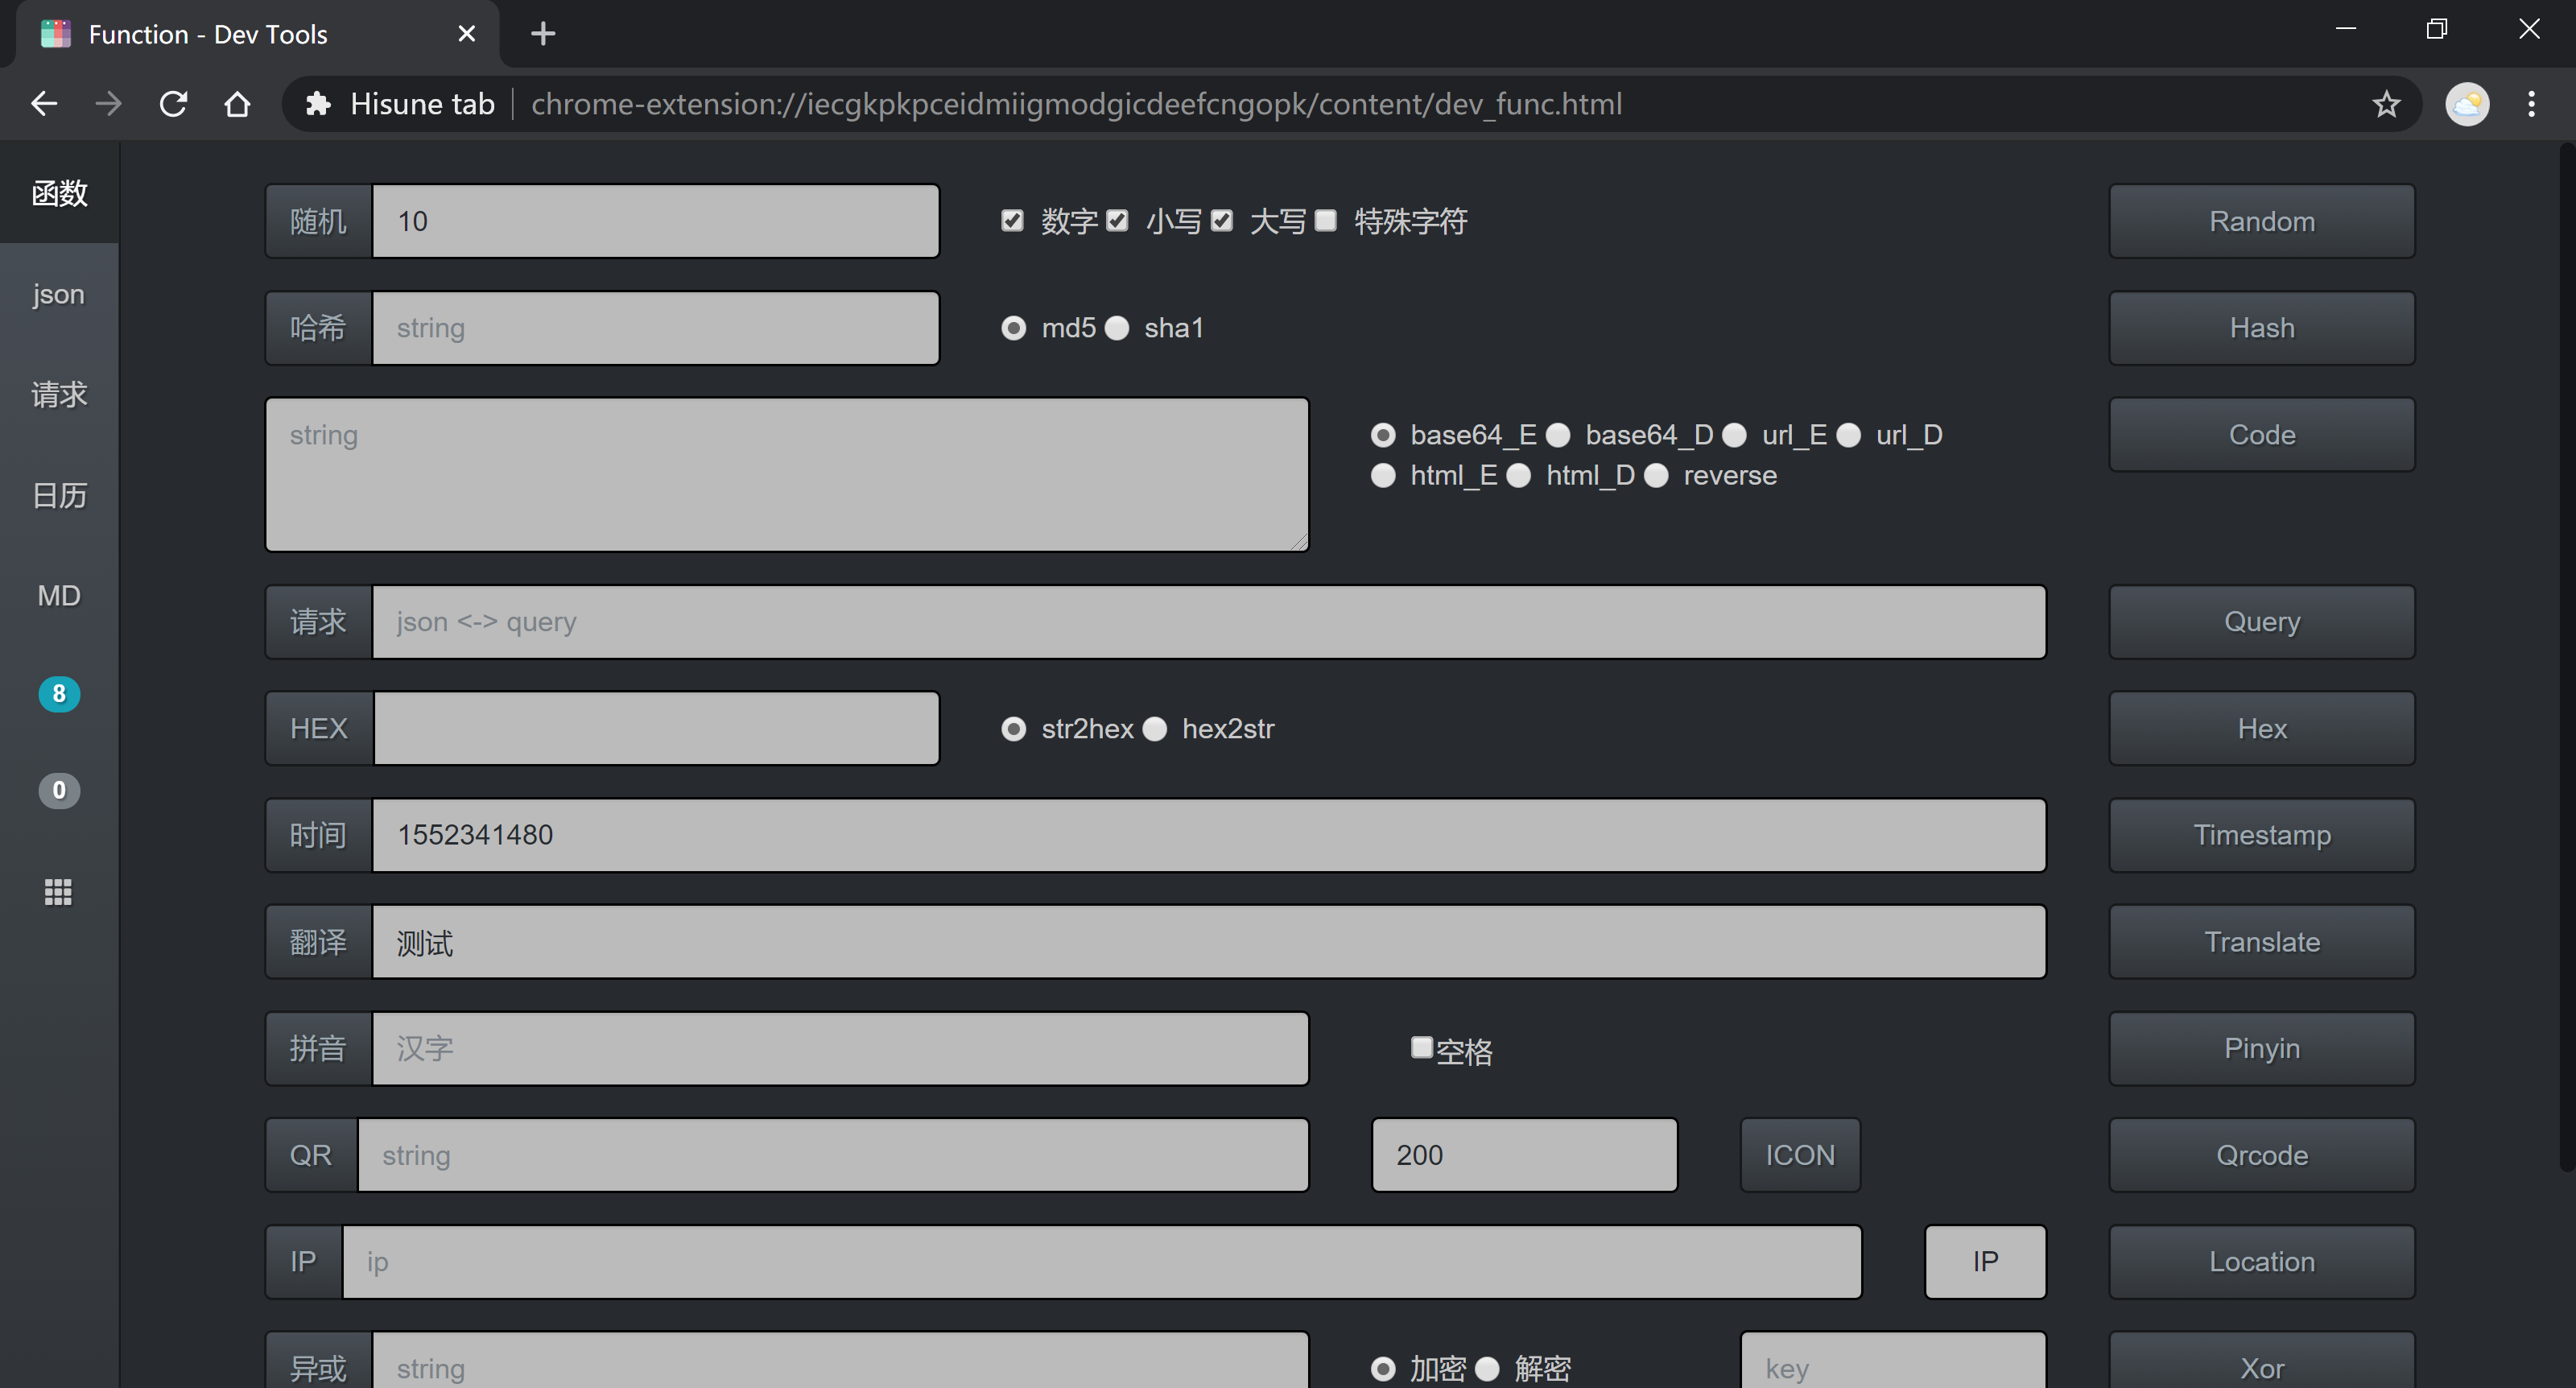 Function - Dev Tools
Hisune tab chrome-extension://iecgkpkpceidmiigmodgicdeefcngopk/content/dev_func.html
函数
json
请求
日历
MD
8
0
随机 10 数字 小写 大写 特殊字符 Random
哈希 string md5 sha1 Hash
string base64_E base64_D url_E url_D Code
html_E html_D reverse
请求 json <-> query Query
HEX str2hex hex2str Hex
时间 1552341480 Timestamp
翻译 测试 Translate
拼音 汉字 空格 Pinyin
QR string 200 ICON Qrcode
IP ip IP Location
异或 string 加密 解密 key Xor